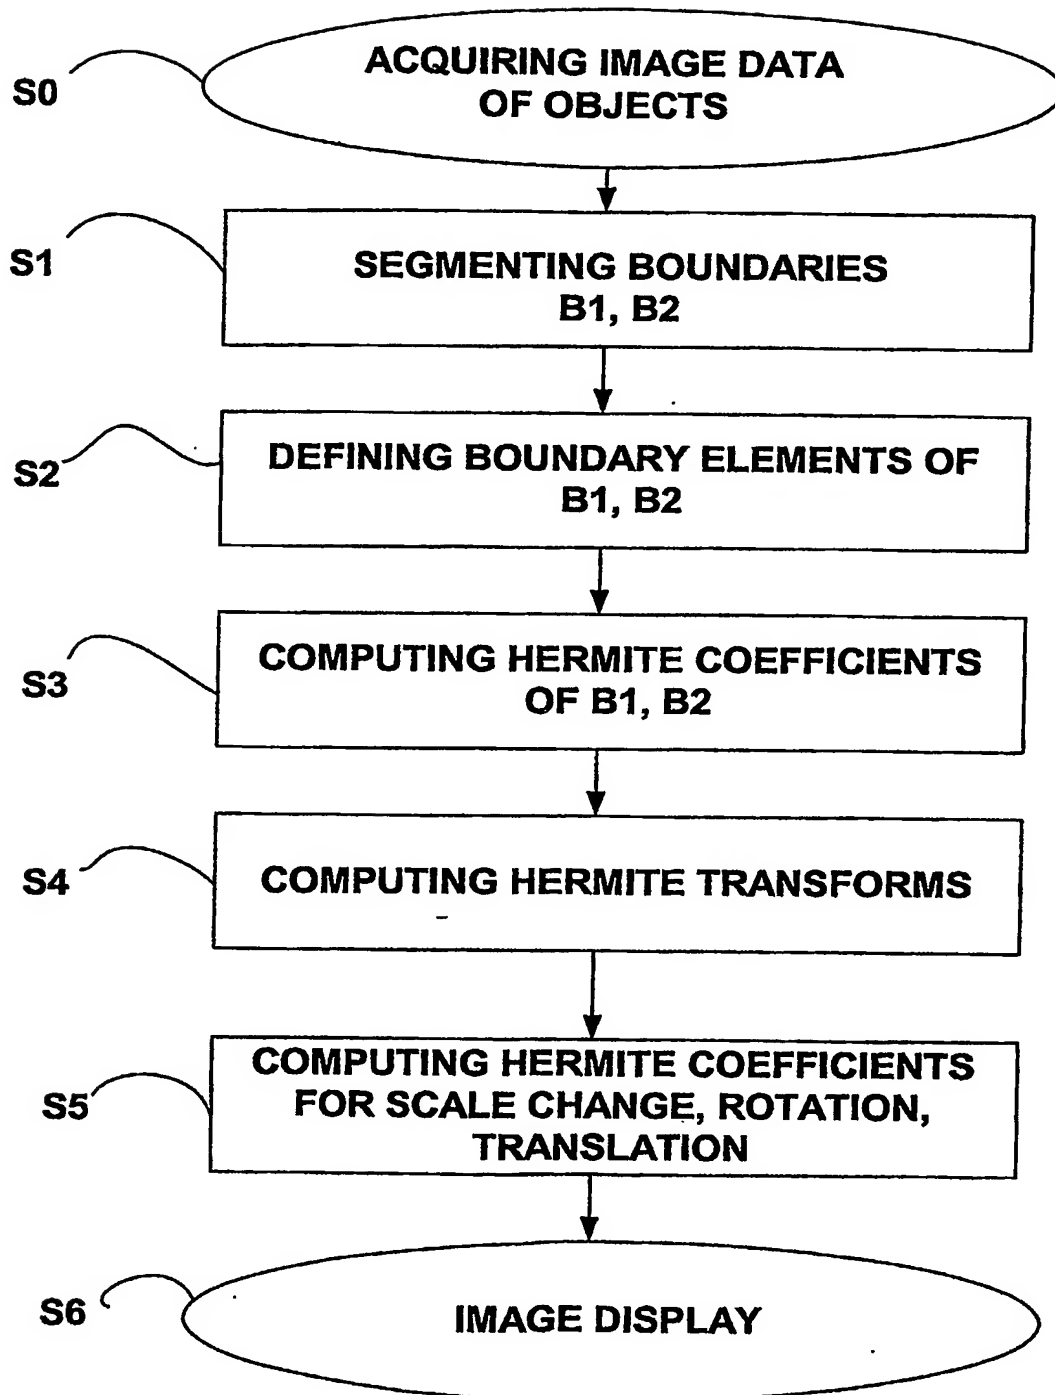 S0
ACQUIRING IMAGE DATA
OF OBJECTS
S1
SEGMENTING BOUNDARIES
B1, B2
S2
DEFINING BOUNDARY ELEMENTS OF
B1, B2
S3
COMPUTING HERMITE COEFFICIENTS
OF B1, B2
S4
COMPUTING HERMITE TRANSFORMS
S5
COMPUTING HERMITE COEFFICIENTS
FOR SCALE CHANGE, ROTATION,
TRANSLATION
S6
IMAGE DISPLAY